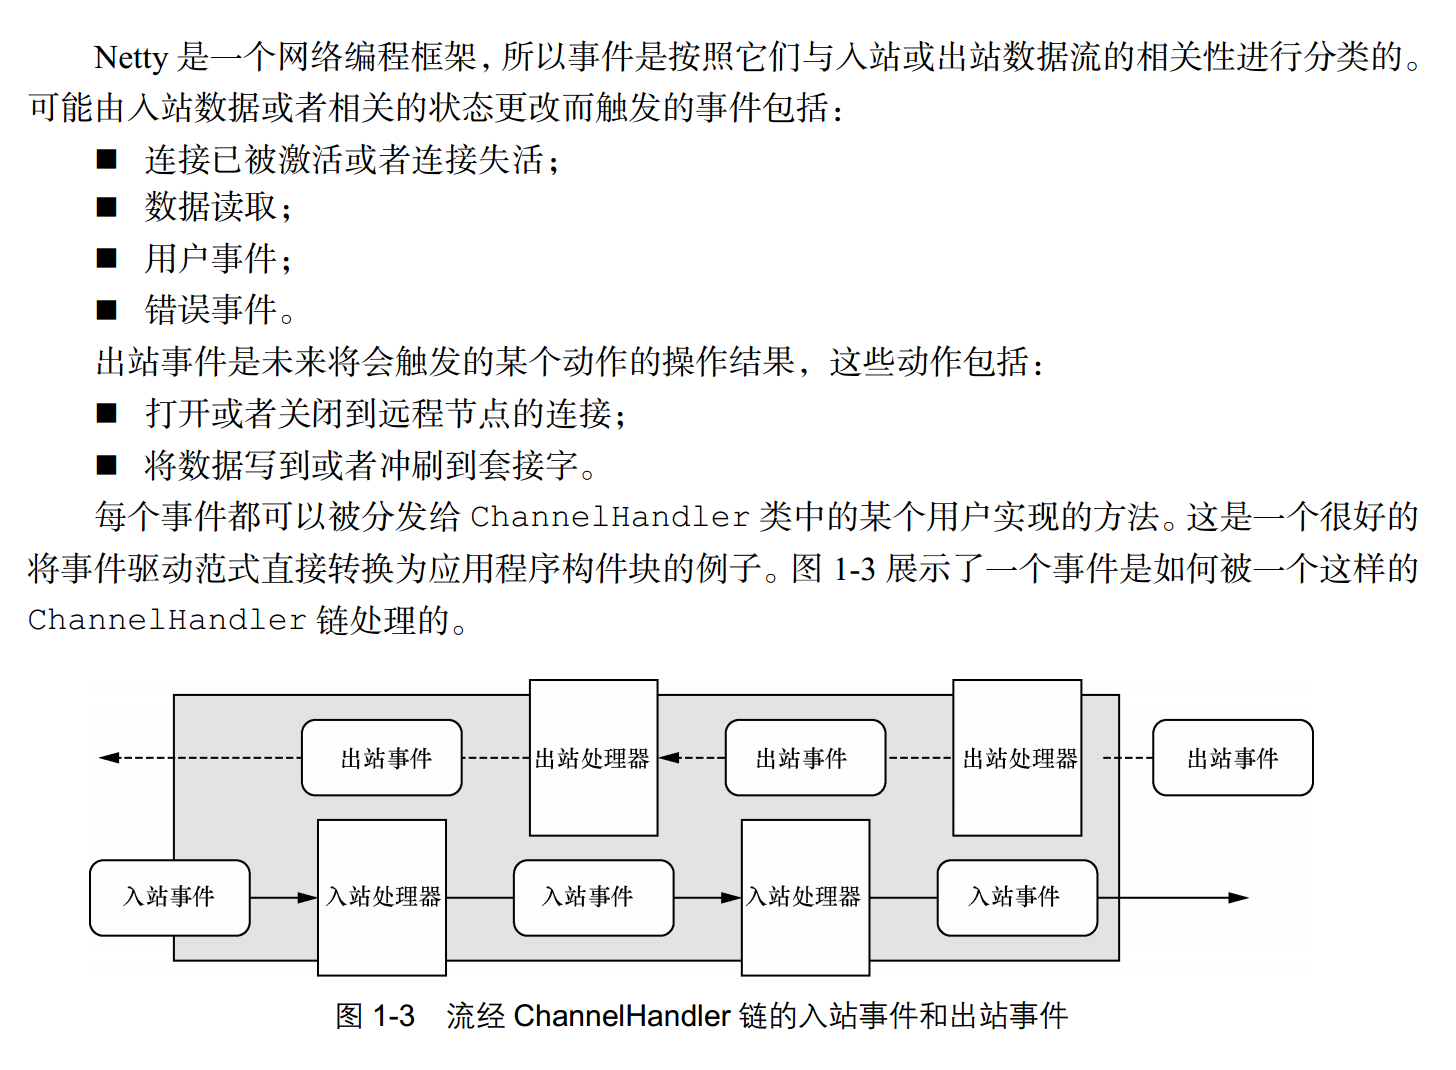 Netty 是一个网络编程框架，所以事件是按照它们与入站或出站数据流的相关性进行分类的。
可能由入站数据或者相关的状态更改而触发的事件包括：
■ 连接已被激活或者连接失活；
■ 数据读取；
■ 用户事件；
■ 错误事件。
出站事件是未来将会触发的某个动作的操作结果，这些动作包括：
■ 打开或者关闭到远程节点的连接；
■ 将数据写到或者冲刷到套接字。
每个事件都可以被分发给 ChannelHandler 类中的某个用户实现的方法。这是一个很好的
将事件驱动范式直接转换为应用程序构件块的例子。图 1-3 展示了一个事件是如何被一个这样的
ChannelHandler 链处理的。
出站事件
出站处理器
出站事件
出站处理器
出站事件
入站事件
入站处理器
入站事件
入站处理器
入站事件
图 1-3 流经 ChannelHandler 链的入站事件和出站事件